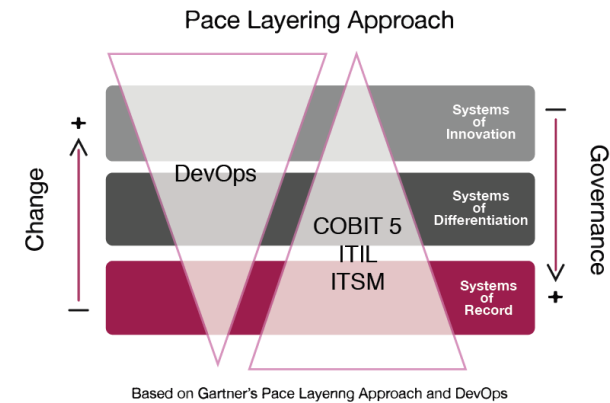 Pace Layering Approach
+
Change
−
DevOps
COBIT 5
ITIL
ITSM
Systems
of
Innovation
Systems
of
Differentiation
Systems
of
Record
−
Governance
+
Based on Gartner's Pace Layering Approach and DevOps